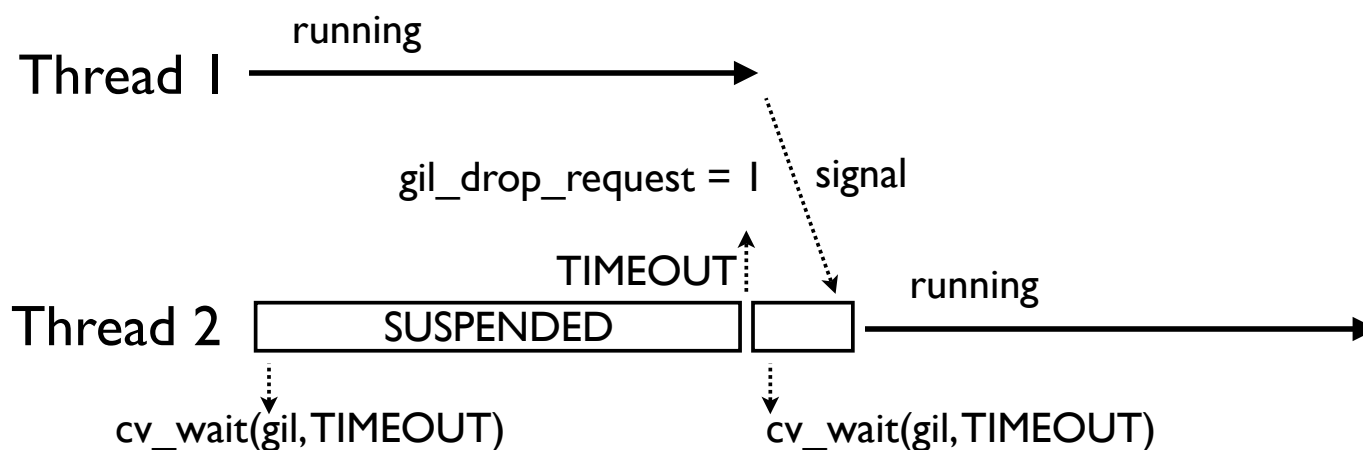 running
Thread 1
gil_drop_request = 1
signal
TIMEOUT
running
Thread 2
SUSPENDED
cv_wait(gil,TIMEOUT)
cv_wait(gil,TIMEOUT)